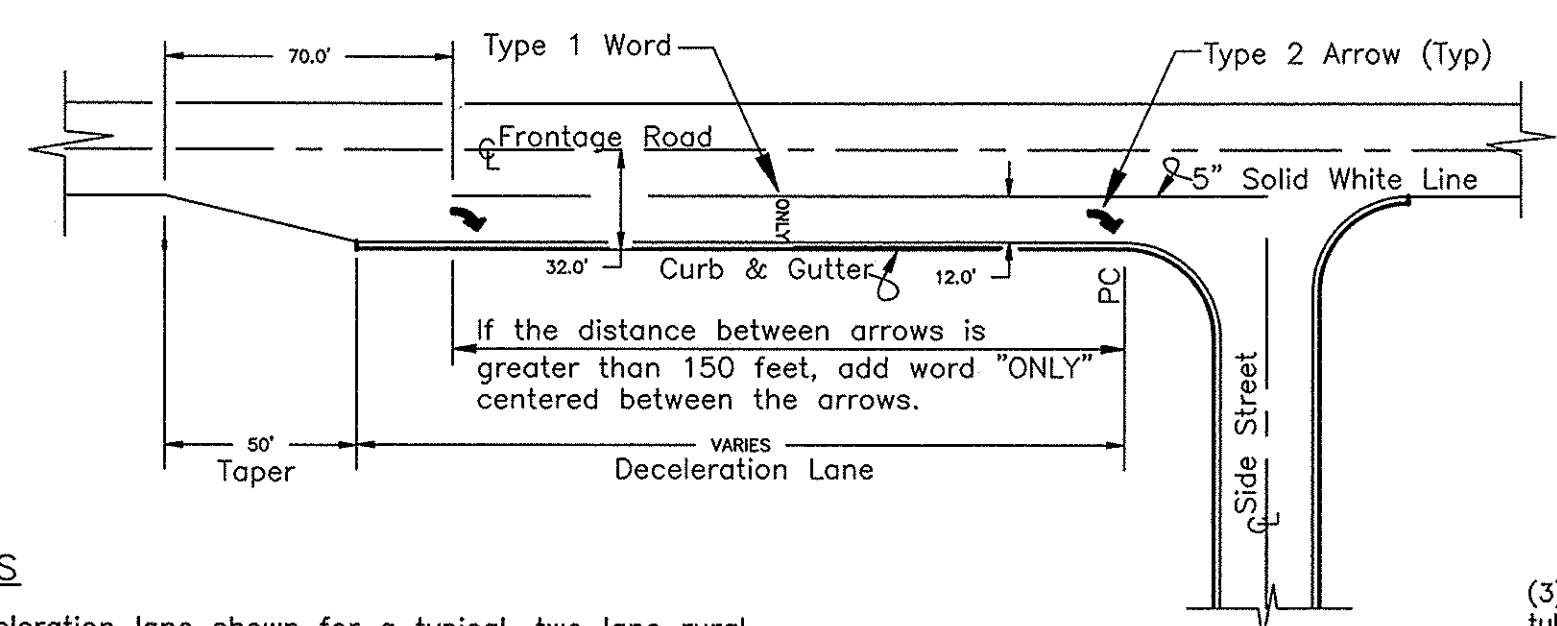 70.0'
Type 1 Word
Type 2 Arrow (Typ)
℄ Frontage Road
5" Solid White Line
ONLY
32.0'
Curb & Gutter
12.0'
PC
If the distance between arrows is
greater than 150 feet, add word "ONLY"
centered between the arrows.
50'
Taper
VARIES
Deceleration Lane
Side Street
℄
S
(3)